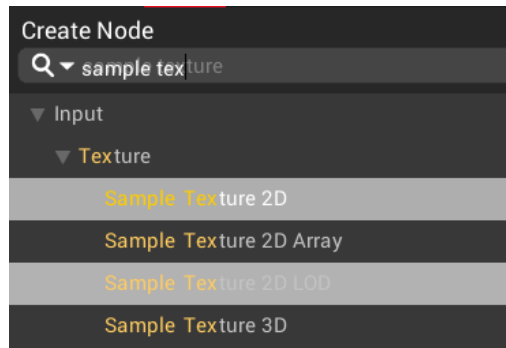 Create Node
sample texture
Input
Texture
Sample Texture 2D
Sample Texture 2D Array
Sample Texture 2D LOD
Sample Texture 3D